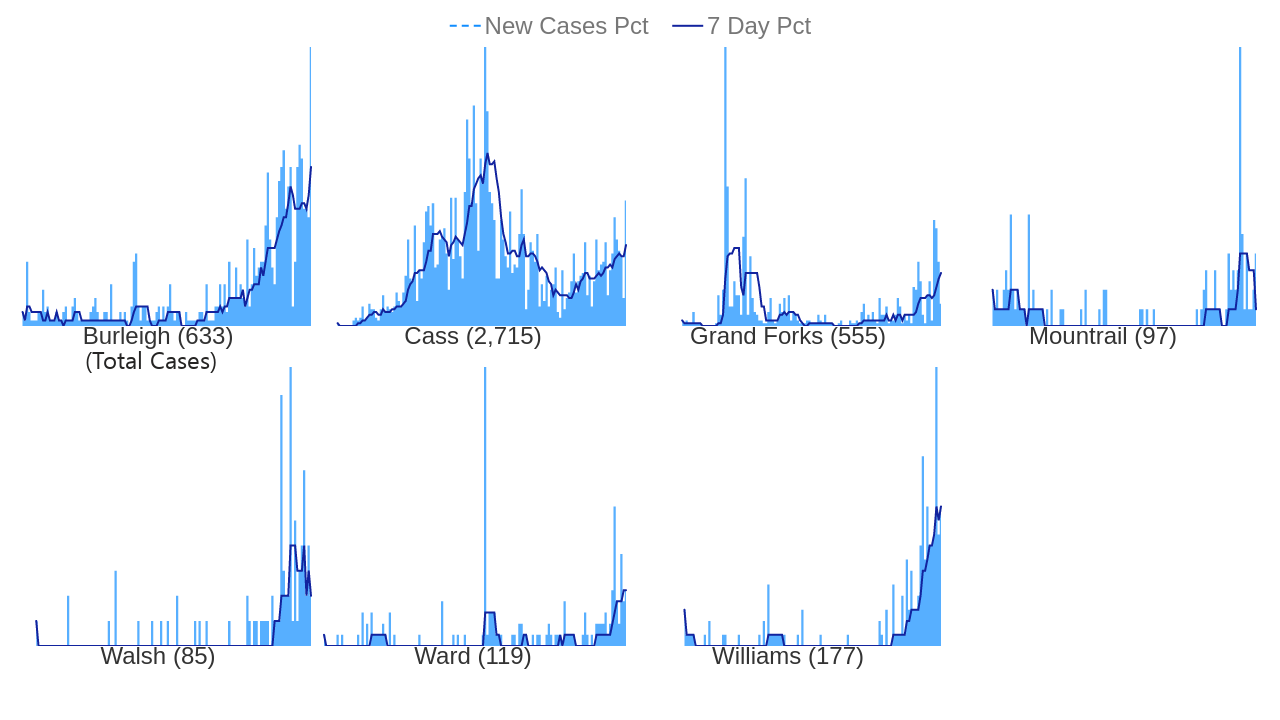 New Cases Pct 7 Day Pct
Burleigh (633) Cass (2,715) Grand Forks (555) Mountrail (97)
(Total Cases)
Walsh (85) Ward (119) Williams (177)